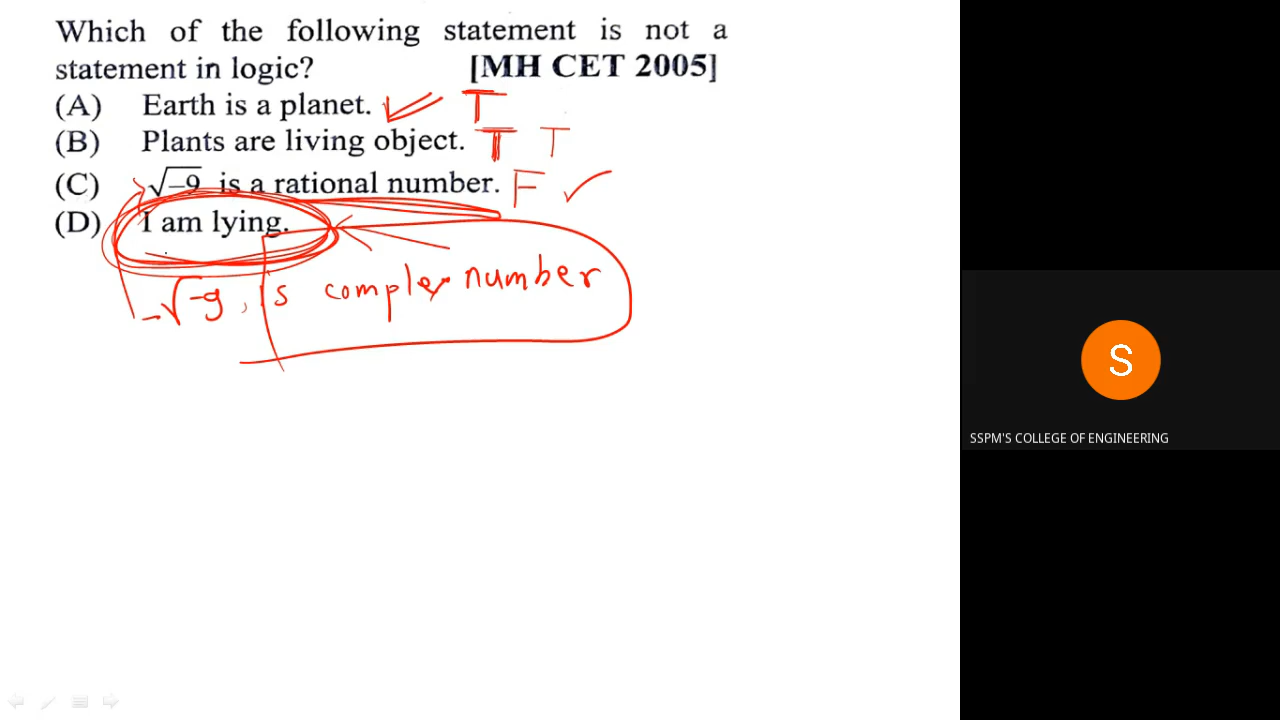 Which of the following statement is not a
statement in logic? [MH CET 2005]
(A) Earth is a planet. T
(B) Plants are living object. T T
(C) √-9 is a rational number. F ✓
(D) I am lying.
-√-9, is complex number
S
SSPM'S COLLEGE OF ENGINEERING